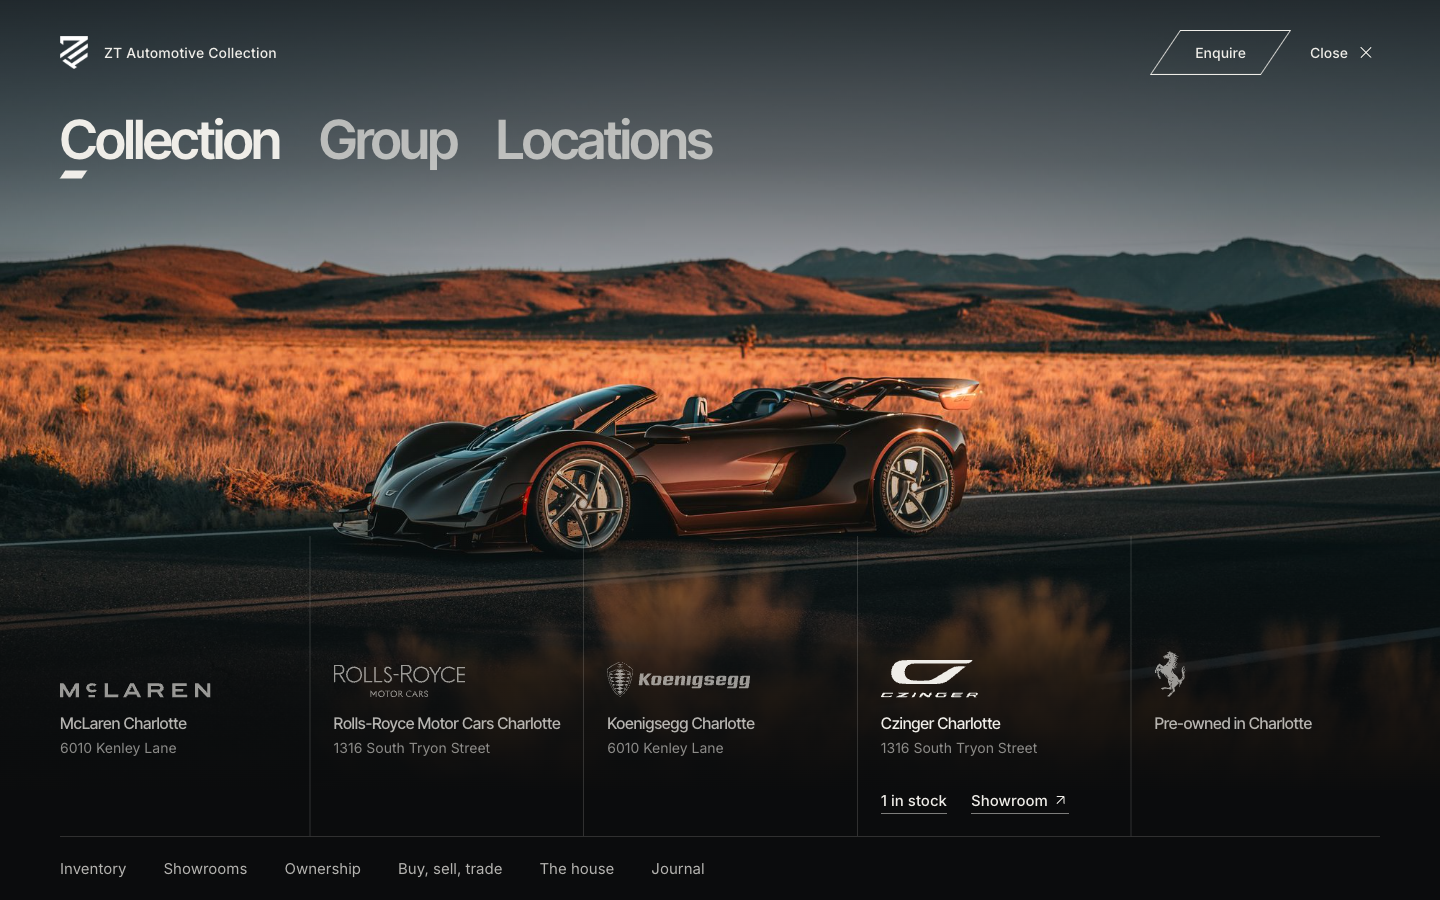 ZT Automotive Collection
Enquire
Close
Collection
Group
Locations
McLAREN
McLaren Charlotte
6010 Kenley Lane
ROLLS-ROYCE
MOTOR CARS
Rolls-Royce Motor Cars Charlotte
1316 South Tryon Street
Koenigsegg
Koenigsegg Charlotte
6010 Kenley Lane
CZINGER
Czinger Charlotte
1316 South Tryon Street
1 in stock
Showroom
Pre-owned in Charlotte
Inventory
Showrooms
Ownership
Buy, sell, trade
The house
Journal